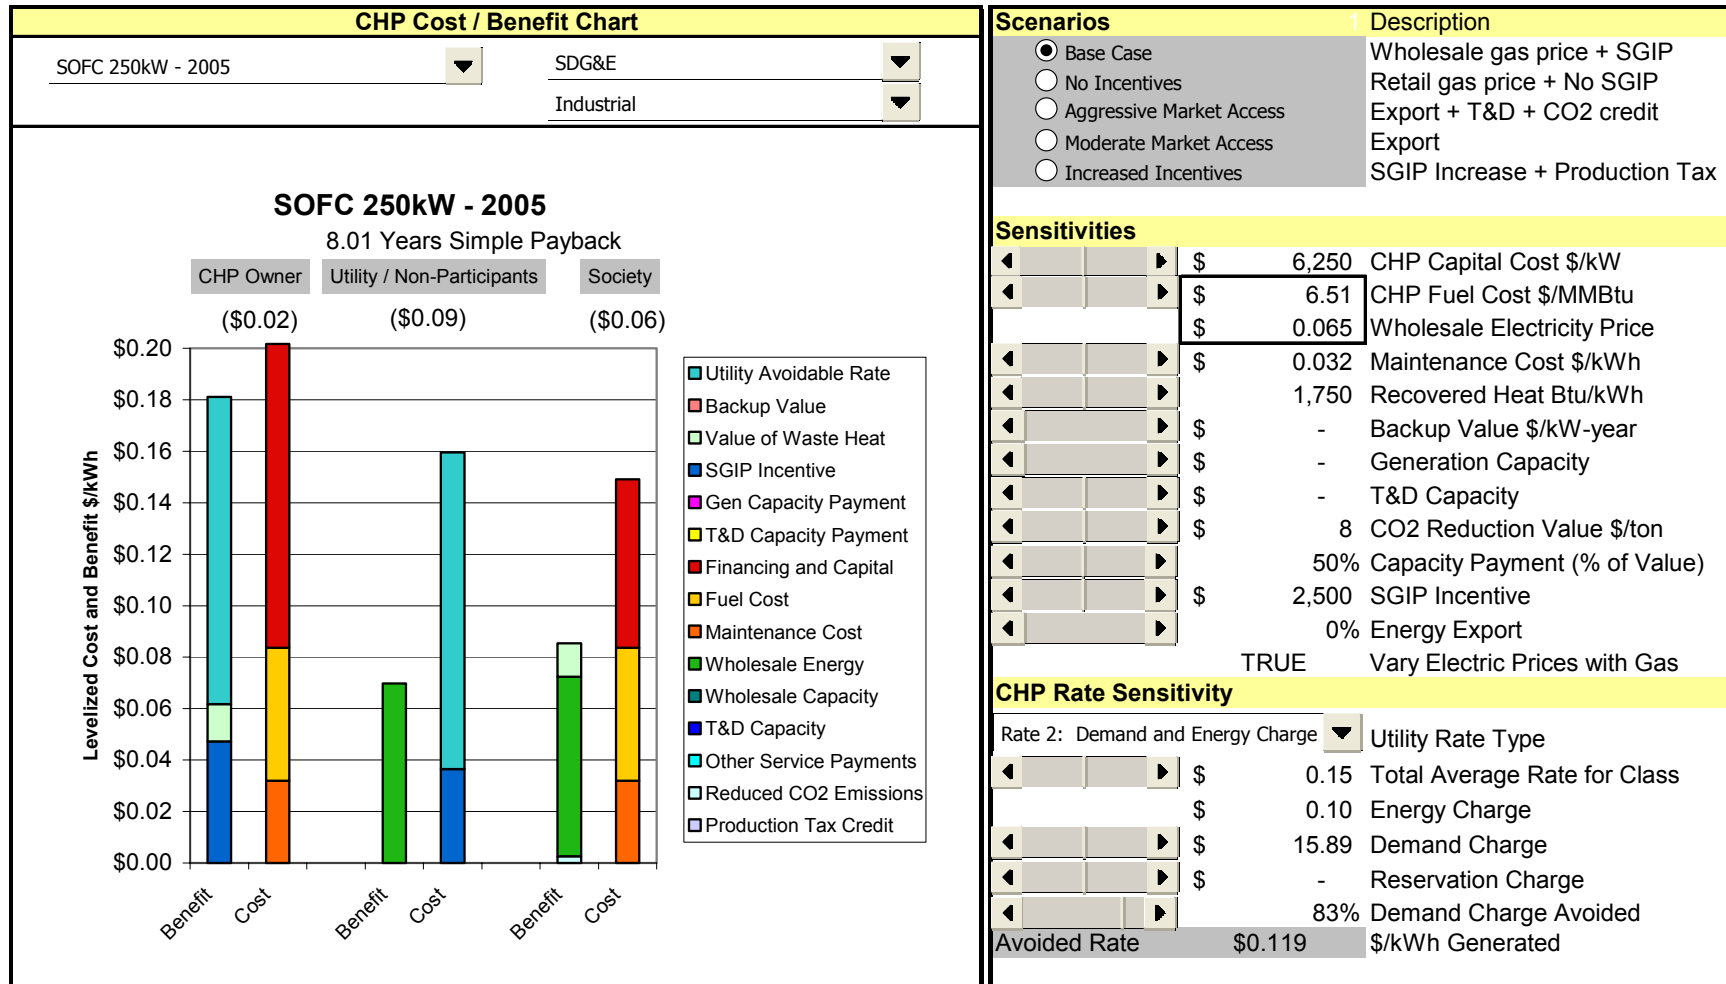 CHP Cost / Benefit Chart
SOFC 250kW - 2005
SDG&E
Industrial
SOFC 250kW - 2005
8.01 Years Simple Payback
CHP Owner
Utility / Non-Participants
Society
($0.02)
($0.09)
($0.06)
Levelized Cost and Benefit $/kWh
$0.20
$0.18
$0.16
$0.14
$0.12
$0.10
$0.08
$0.06
$0.04
$0.02
$0.00
Benefit
Cost
Benefit
Cost
Benefit
Cost
Utility Avoidable Rate
Backup Value
Value of Waste Heat
SGIP Incentive
Gen Capacity Payment
T&D Capacity Payment
Financing and Capital
Fuel Cost
Maintenance Cost
Wholesale Energy
Wholesale Capacity
T&D Capacity
Other Service Payments
Reduced CO2 Emissions
Production Tax Credit
Scenarios 1 Description
Base Case Wholesale gas price + SGIP
No Incentives Retail gas price + No SGIP
Aggressive Market Access Export + T&D + CO2 credit
Moderate Market Access Export
Increased Incentives SGIP Increase + Production Tax
Sensitivities
$ 6,250 CHP Capital Cost $/kW
$ 6.51 CHP Fuel Cost $/MMBtu
$ 0.065 Wholesale Electricity Price
$ 0.032 Maintenance Cost $/kWh
1,750 Recovered Heat Btu/kWh
$ - Backup Value $/kW-year
$ - Generation Capacity
$ - T&D Capacity
$ 8 CO2 Reduction Value $/ton
50% Capacity Payment (% of Value)
$ 2,500 SGIP Incentive
0% Energy Export
TRUE Vary Electric Prices with Gas
CHP Rate Sensitivity
Rate 2: Demand and Energy Charge Utility Rate Type
$ 0.15 Total Average Rate for Class
$ 0.10 Energy Charge
$ 15.89 Demand Charge
$ - Reservation Charge
83% Demand Charge Avoided
Avoided Rate $0.119 $/kWh Generated